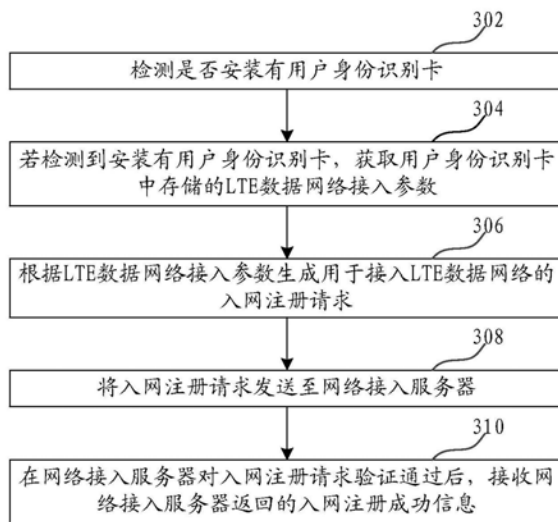 302
检测是否安装有用户身份识别卡
304
若检测到安装有用户身份识别卡，获取用户身份识别卡
中存储的LTE数据网络接入参数
306
根据LTE数据网络接入参数生成用于接入LTE数据网络的
入网注册请求
308
将入网注册请求发送至网络接入服务器
310
在网络接入服务器对入网注册请求验证通过后，接收网
络接入服务器返回的入网注册成功信息